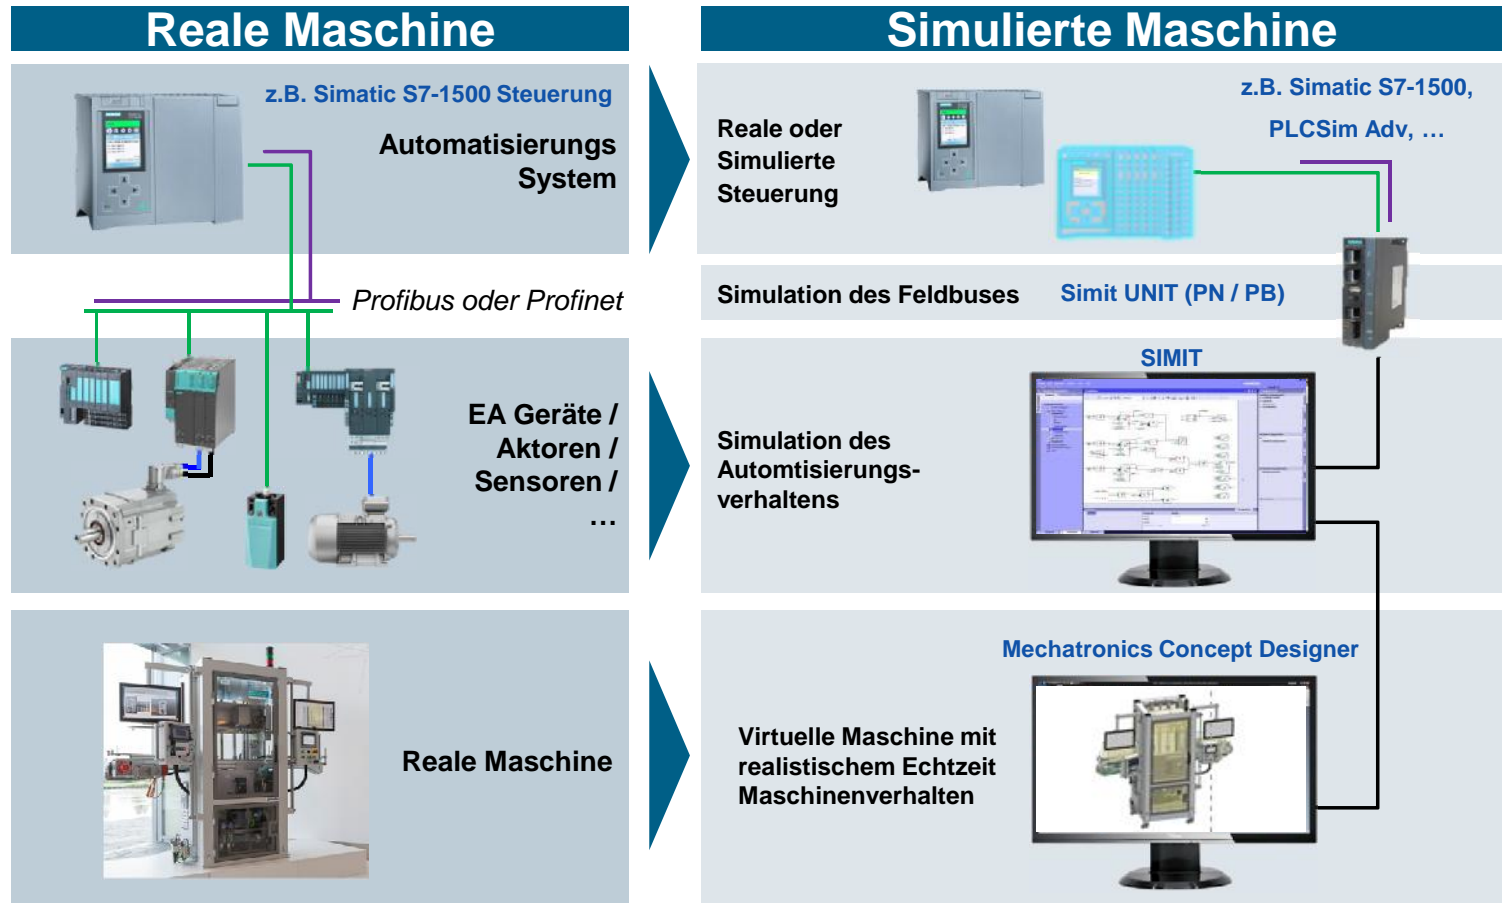 Reale Maschine
Simulierte Maschine
z.B. Simatic S7-1500 Steuerung
Automatisierungs
System
Reale oder
Simulierte
Steuerung
z.B. Simatic S7-1500,
PLCSim Adv, …
Profibus oder Profinet
Simulation des Feldbuses
Simit UNIT (PN / PB)
EA Geräte /
Aktoren /
Sensoren /
…
Simulation des
Automtisierungs-
verhaltens
SIMIT
Reale Maschine
Virtuelle Maschine mit
realistischem Echtzeit
Maschinenverhalten
Mechatronics Concept Designer